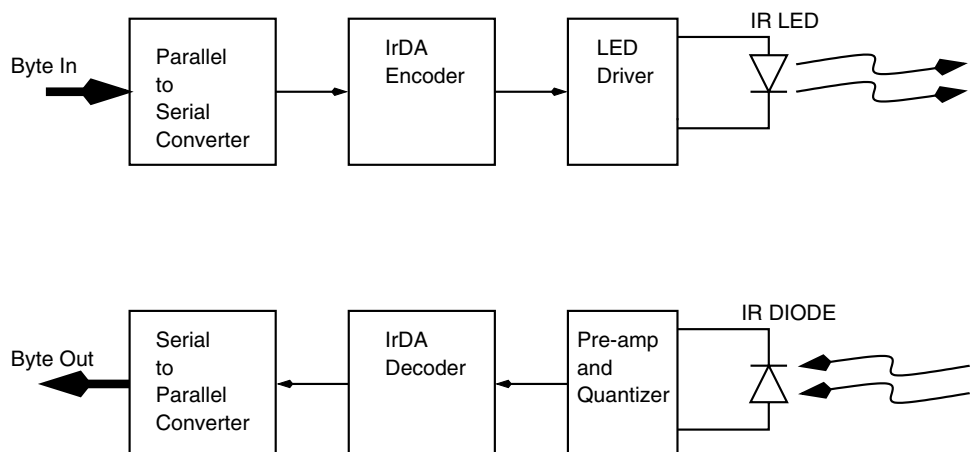 IR LED
Byte In
Parallel
to
Serial
Converter
IrDA
Encoder
LED
Driver
IR DIODE
Byte Out
Serial
to
Parallel
Converter
IrDA
Decoder
Pre-amp
and
Quantizer